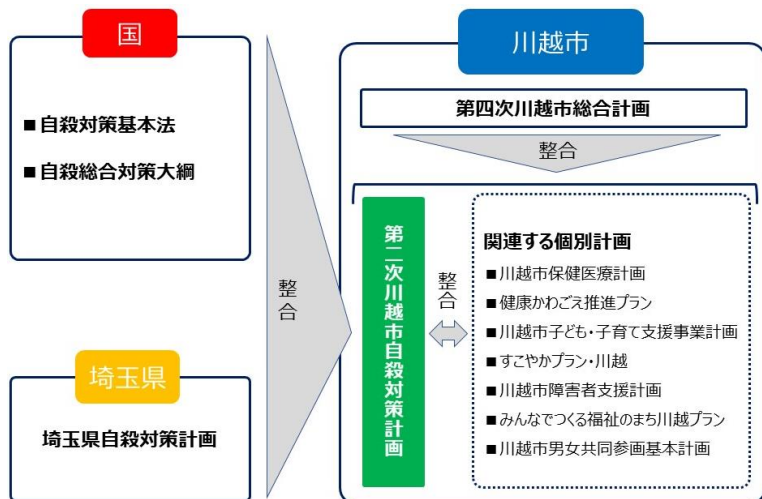 国
■自殺対策基本法
■自殺総合対策大綱
埼玉県
埼玉県自殺対策計画
整合
川越市
第四次川越市総合計画
整合
第二次川越市自殺対策計画
整合
関連する個別計画
■川越市保健医療計画
■健康かわごえ推進プラン
■川越市子ども・子育て支援事業計画
■すこやかプラン・川越
■川越市障害者支援計画
■みんなでつくる福祉のまち川越プラン
■川越市男女共同参画基本計画